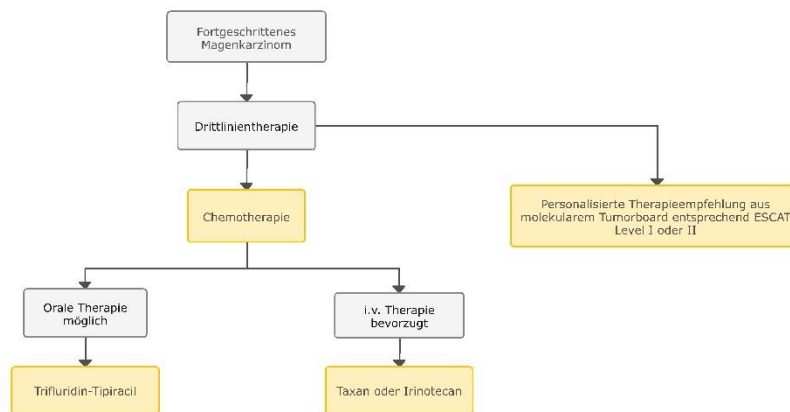 Fortgeschrittenes
Magenkarzinom
Drittlinientherapie
Chemotherapie
Personalisierte Therapieempfehlung aus
molekularem Tumorboard entsprechend ESCAT
Level I oder II
Orale Therapie
möglich
i.v. Therapie
bevorzugt
Trifluridin-Tipiracil
Taxan oder Irinotecan